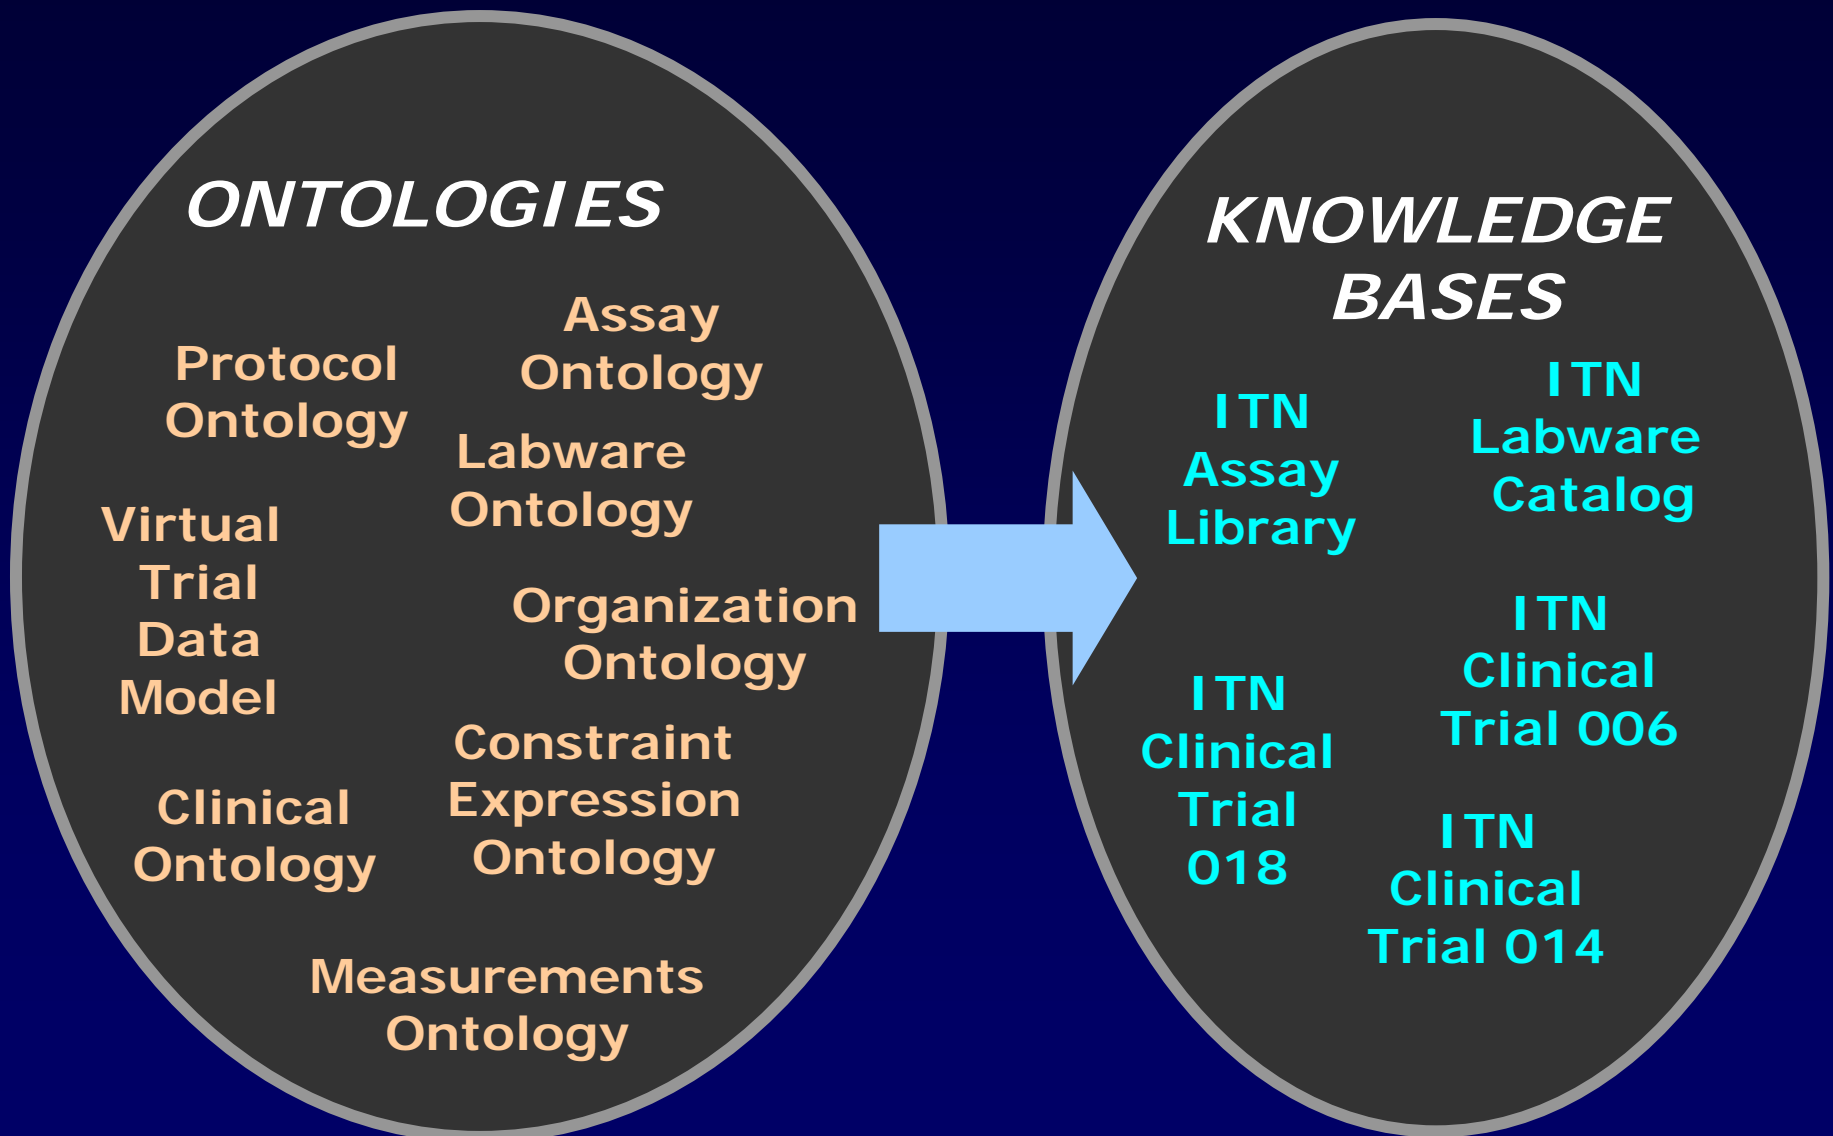 ONTOLOGIES
Assay
Ontology
Protocol
Ontology
Labware
Ontology
Virtual
Trial
Data
Model
Organization
Ontology
Constraint
Expression
Ontology
Clinical
Ontology
Measurements
Ontology
KNOWLEDGE
BASES
ITN
Assay
Library
ITN
Labware
Catalog
ITN
Clinical
Trial 006
ITN
Clinical
Trial
018
ITN
Clinical
Trial 014